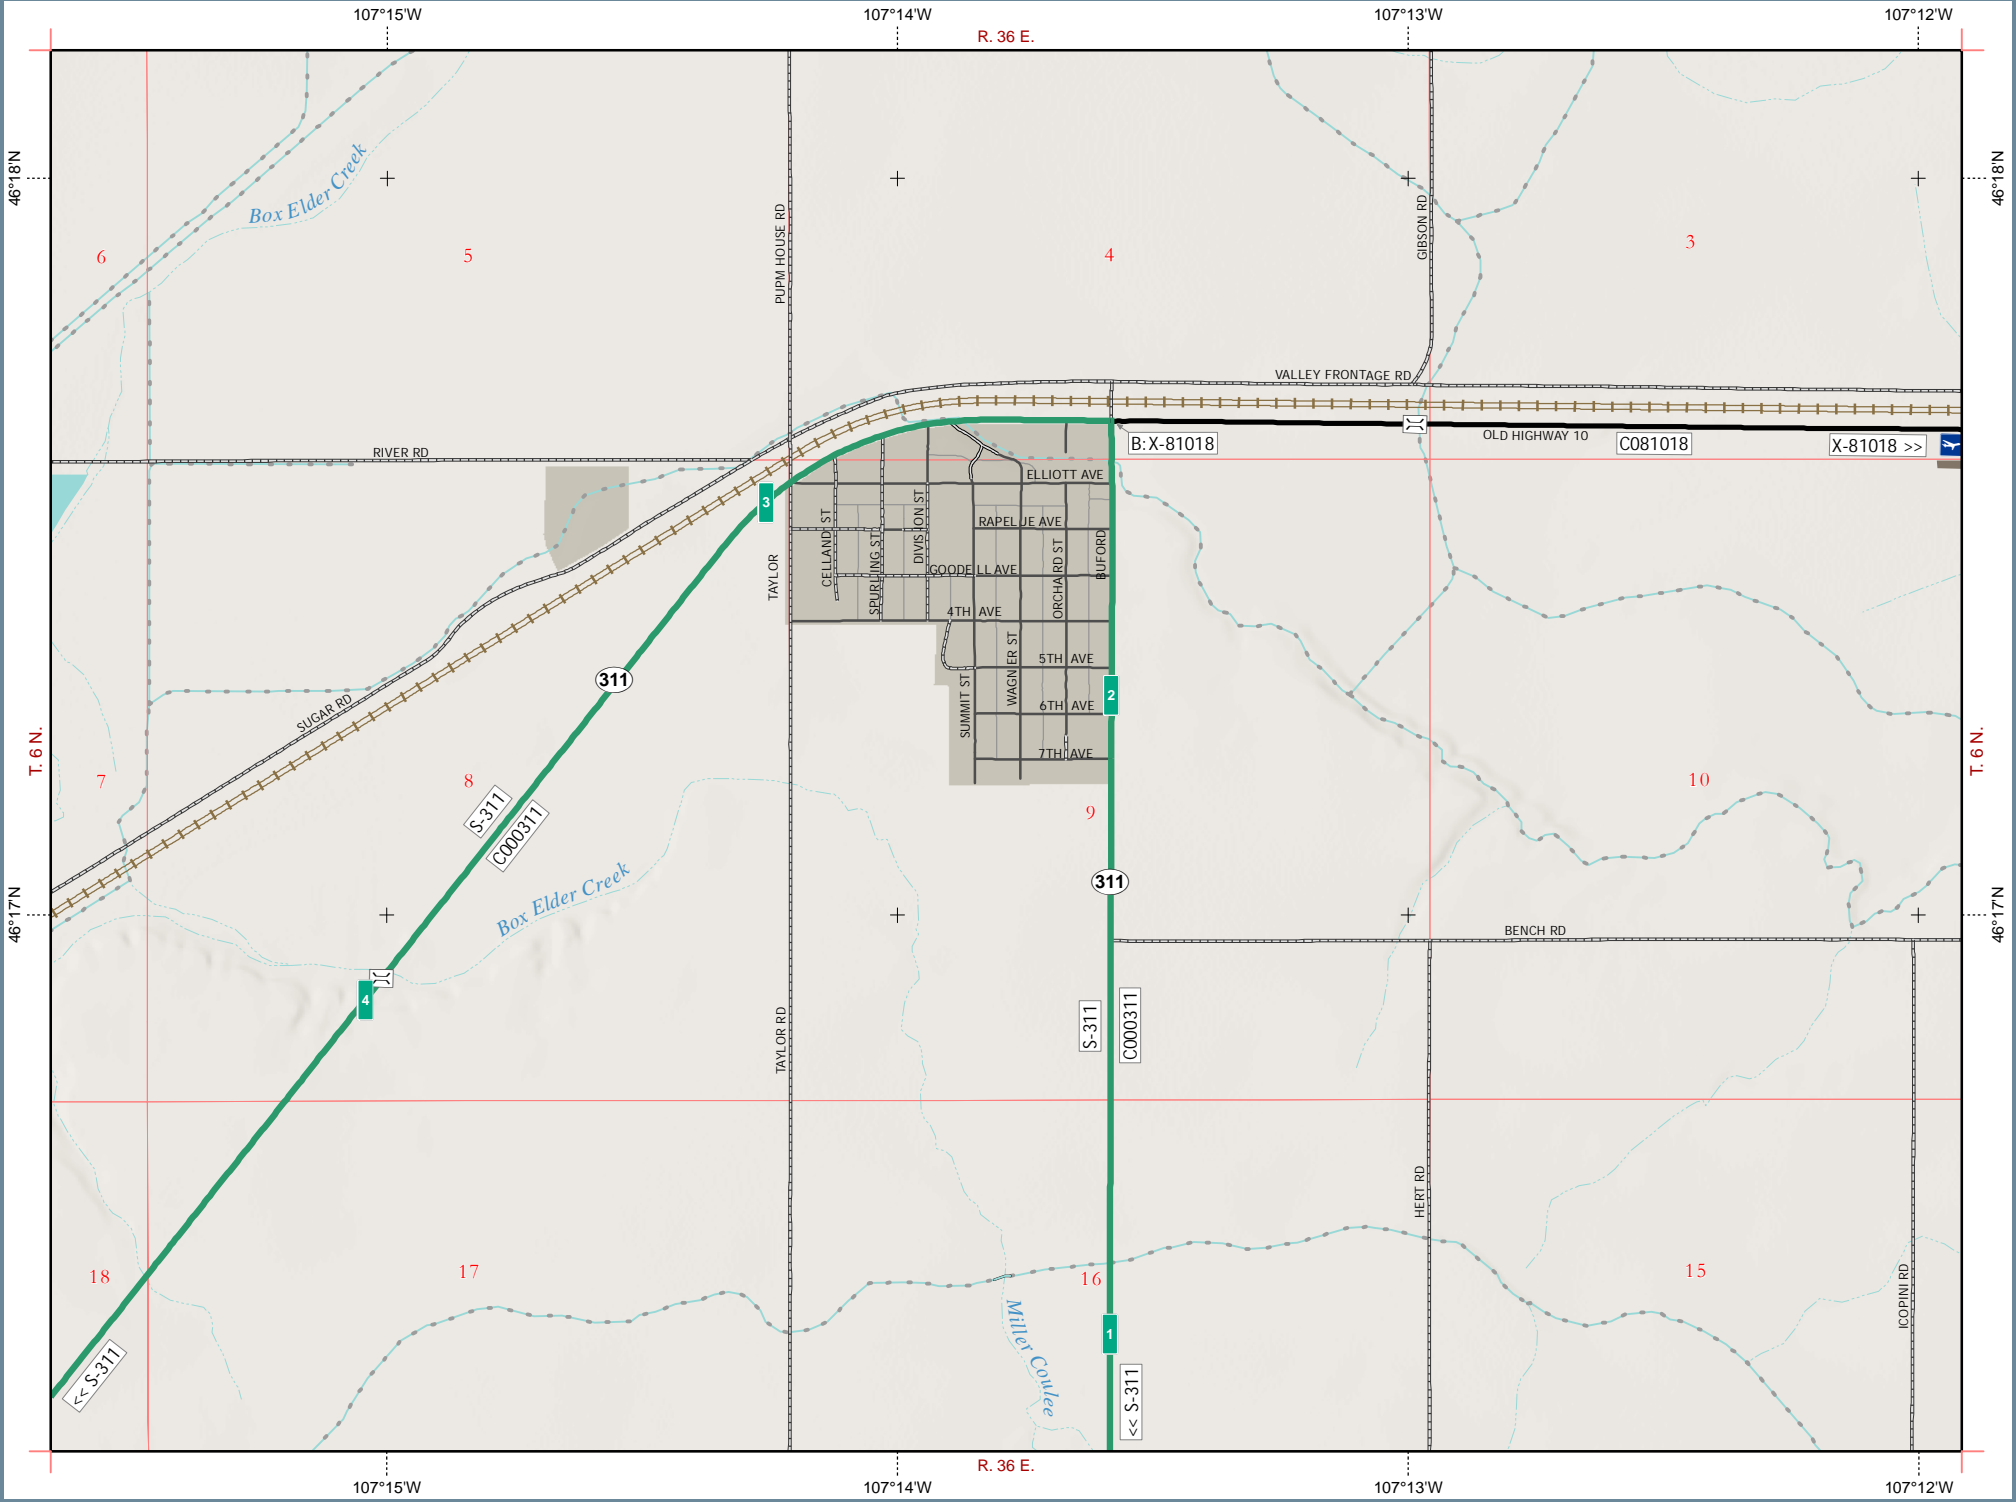 107°15'W
107°14'W
107°13'W
107°12'W
R. 36 E.
46°18'N
46°18'N
Box Elder Creek
PUPM HOUSE RD
GIBSON RD
6
5
4
3
VALLEY FRONTAGE RD
RIVER RD
B:X-81018
OLD HIGHWAY 10
C081018
X-81018 >>
3
ELLIOTT AVE
RAPELJE AVE
GOODELL AVE
4TH AVE
5TH AVE
6TH AVE
7TH AVE
TAYLOR
CELLAND ST
SPURLING ST
DIVISION ST
SUMMIT ST
WAGNER ST
ORCHARD ST
BUFORD
311
2
SUGAR RD
T. 6 N.
T. 6 N.
7
8
9
10
S-311
C000311
311
Box Elder Creek
46°17'N
46°17'N
BENCH RD
4
TAYLOR RD
S-311
C000311
HERT RD
ICOPINI RD
18
17
16
15
Miller Coulee
1
<< S-311
<< S-311
R. 36 E.
107°15'W
107°14'W
107°13'W
107°12'W